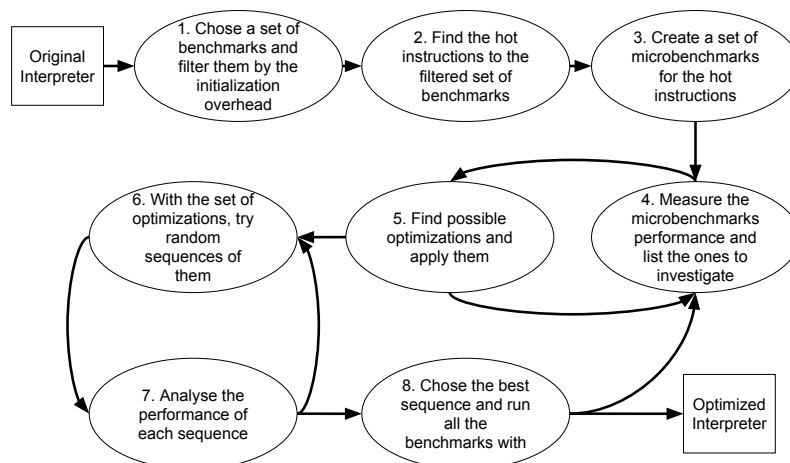 Original
Interpreter
1. Chose a set of
benchmarks and
filter them by the
initialization
overhead
2. Find the hot
instructions to the
filtered set of
benchmarks
3. Create a set of
microbenchmarks
for the hot
instructions
4. Measure the
microbenchmarks
performance and
list the ones to
investigate
5. Find possible
optimizations and
apply them
6. With the set of
optimizations, try
random
sequences of
them
7. Analyse the
performance of
each sequence
8. Chose the best
sequence and run
all the
benchmarks with
Optimized
Interpreter